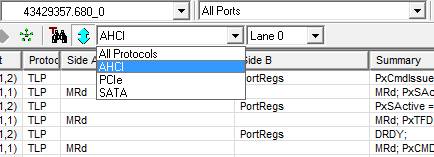 43429357.680_0 All Ports
AHCI Lane 0
All Protocols
AHCI
PCIe
SATA
Protoc Side A Side B Summary
1,2) TLP PortRegs PxCmdIssue
1,1) TLP MRd MRd; PxSA
1,2) TLP PortRegs PxSActive =
1,1) TLP MRd MRd; PxTFD
1,2) TLP PortRegs DRDY;
1,1) TLP MRd MRd; PxCMD